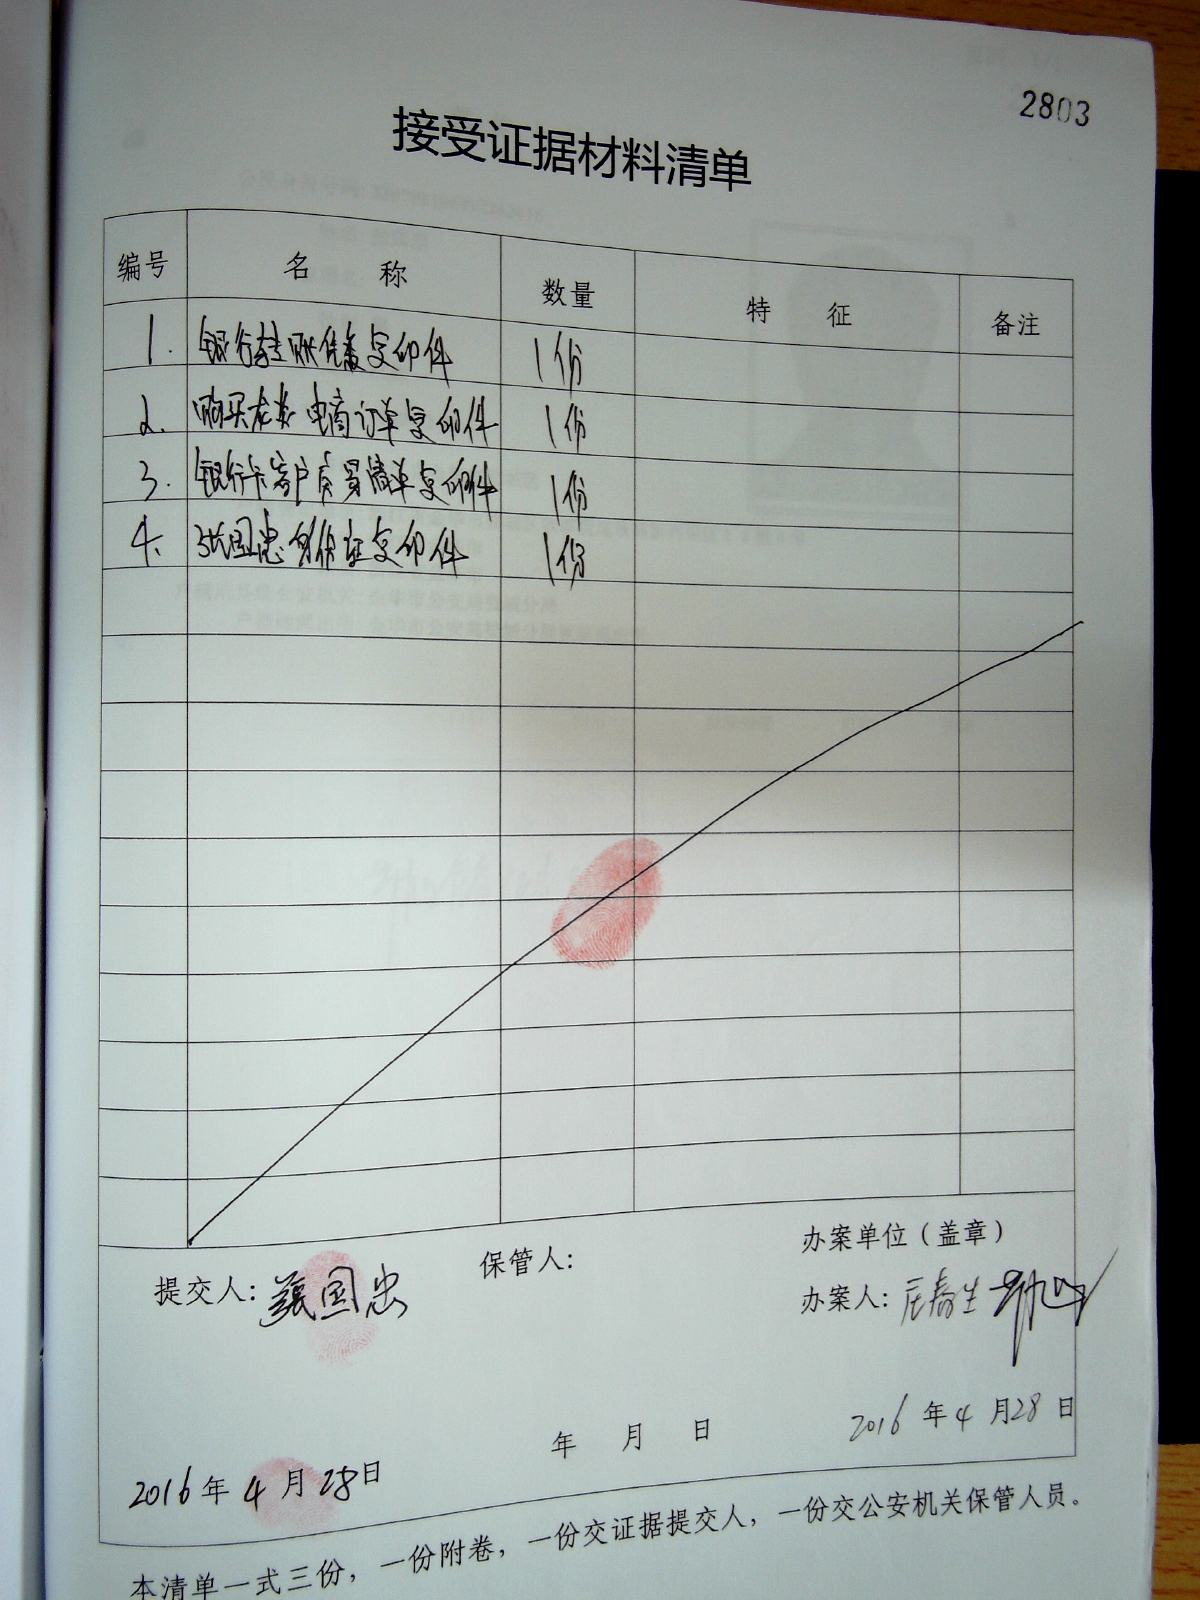 2803
接受证据材料清单
编号 名称 数量 特征 备注
1. 银行转账凭证复印件 1份
2. 购买龙炎电商订单复印件 1份
3. 银行卡客户交易清单复印件 1份
4. 张国忠身份证复印件 1份
办案单位（盖章）
提交人：张国忠 保管人： 办案人：庄春生
2016年4月28日 年 月 日 2016年4月28日
本清单一式三份，一份附卷，一份交证据提交人，一份交公安机关保管人员。